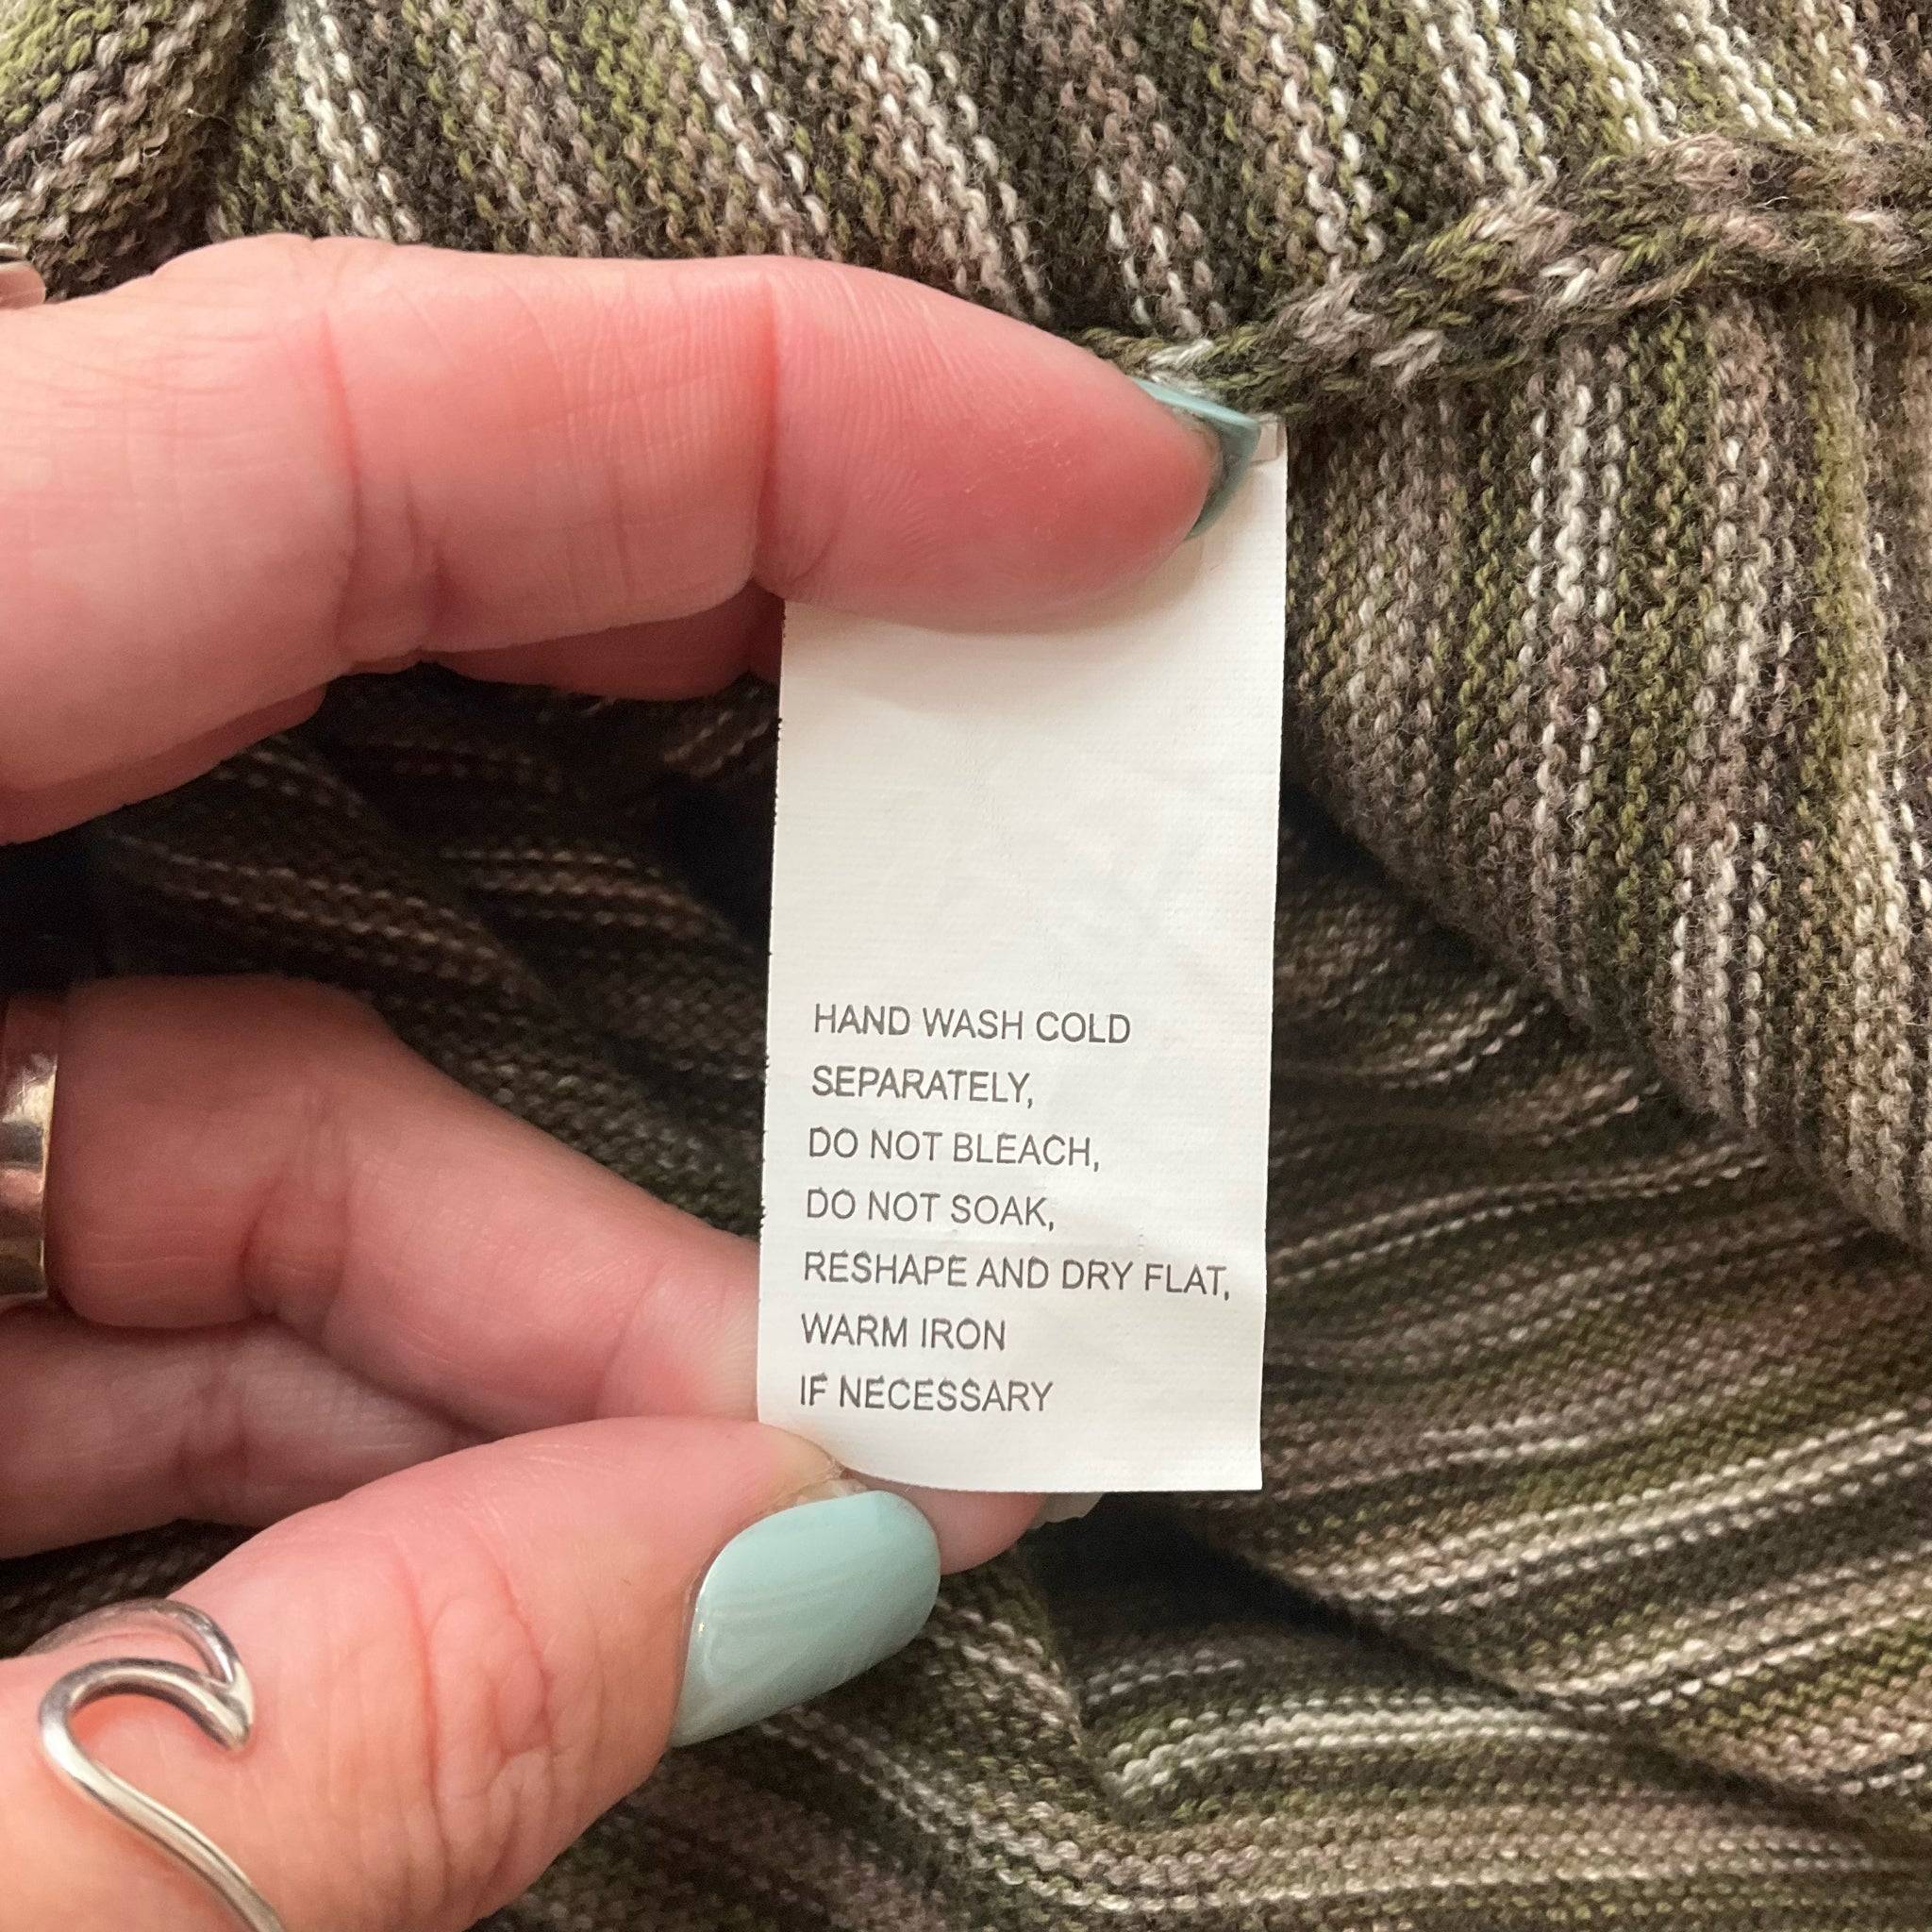 HAND WASH COLD
SEPARATELY,
DO NOT BLEACH,
DO NOT SOAK,
RESHAPE AND DRY FLAT,
WARM IRON
IF NECESSARY